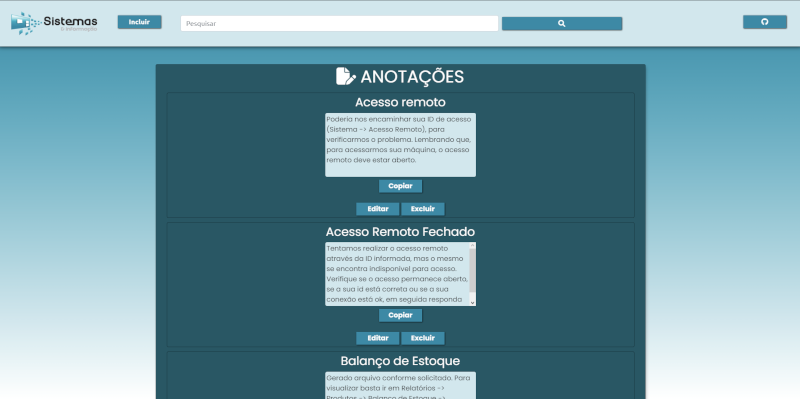 Sistemas
& informação
Incluir
Pesquisar
ANOTAÇÕES
Acesso remoto
Poderia nos encaminhar sua ID de acesso
(Sistema -> Acesso Remoto), para
verificarmos o problema. Lembrando que,
para acessarmos sua máquina, o acesso
remoto deve estar aberto.
Copiar
Editar Excluir
Acesso Remoto Fechado
Tentamos realizar o acesso remoto
através da ID informada, mas o mesmo
se encontra indisponível para acesso.
Verifique se o acesso permanece aberto,
se a sua id está correta ou se a sua
conexão está ok, em seguida responda
Copiar
Editar Excluir
Balanço de Estoque
Gerado arquivo conforme solicitado. Para
visualizar basta ir em Relatórios ->
Produtos -> Balanço de Estoque ->